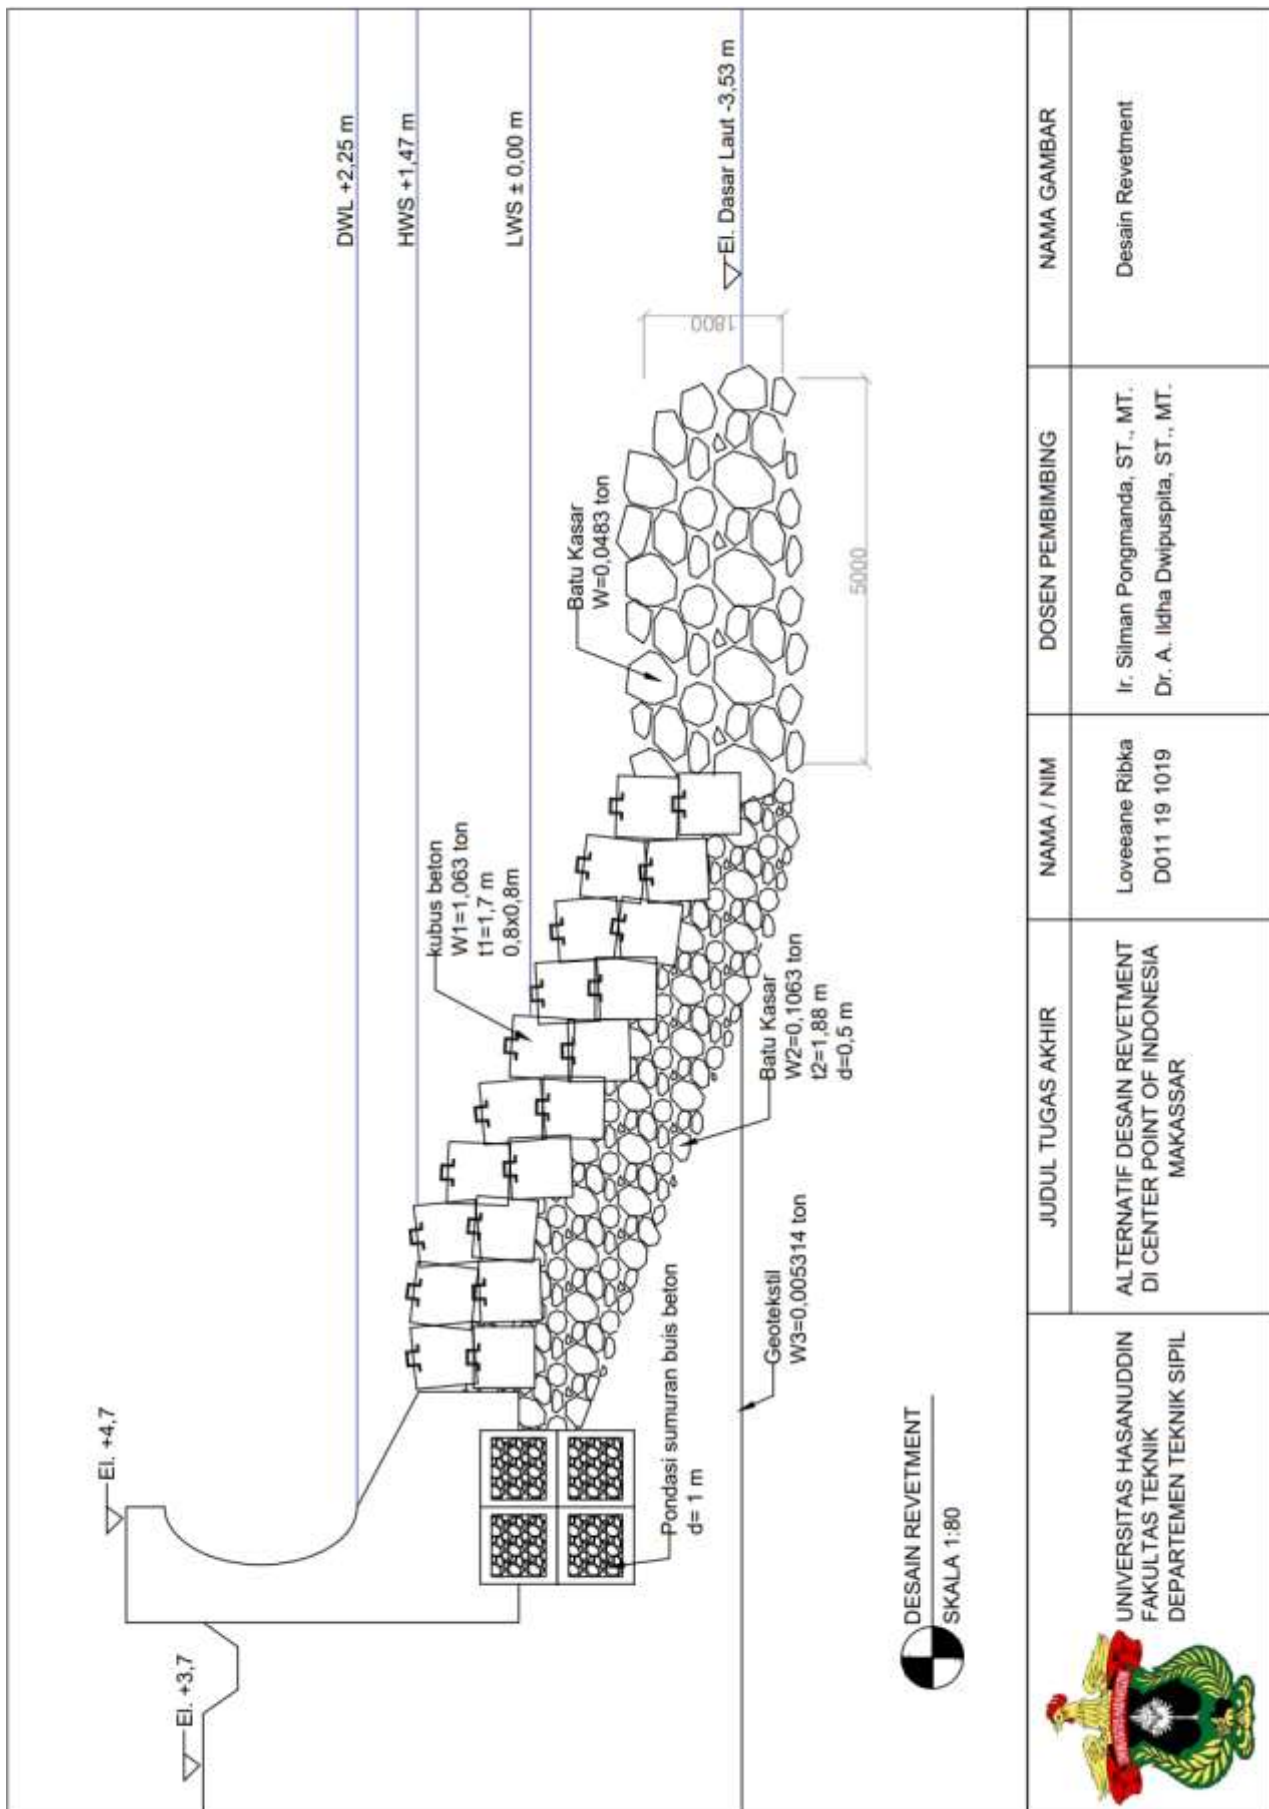 El. +4,7
El. +3,7
DWL +2,25 m
HWS +1,47 m
LWS ± 0,00 m
El. Dasar Laut -3,53 m
kubus beton
W1=1,063 ton
t1=1,7 m
0,8x0,8m
Batu Kasar
W=0,0483 ton
1800
5000
Batu Kasar
W2=0,1063 ton
t2=1,88 m
d=0,5 m
Pondasi sumuran buis beton
d= 1 m
Geotekstil
W3=0,005314 ton
DESAIN REVETMENT
SKALA 1:80
UNIVERSITAS HASANUDDIN
FAKULTAS TEKNIK
DEPARTEMEN TEKNIK SIPIL
JUDUL TUGAS AKHIR
ALTERNATIF DESAIN REVETMENT
DI CENTER POINT OF INDONESIA
MAKASSAR
NAMA / NIM
Loveeane Ribka
D011 19 1019
DOSEN PEMBIMBING
Ir. Silman Pongmanda, ST., MT.
Dr. A. Ildha Dwipuspita, ST., MT.
NAMA GAMBAR
Desain Revetment